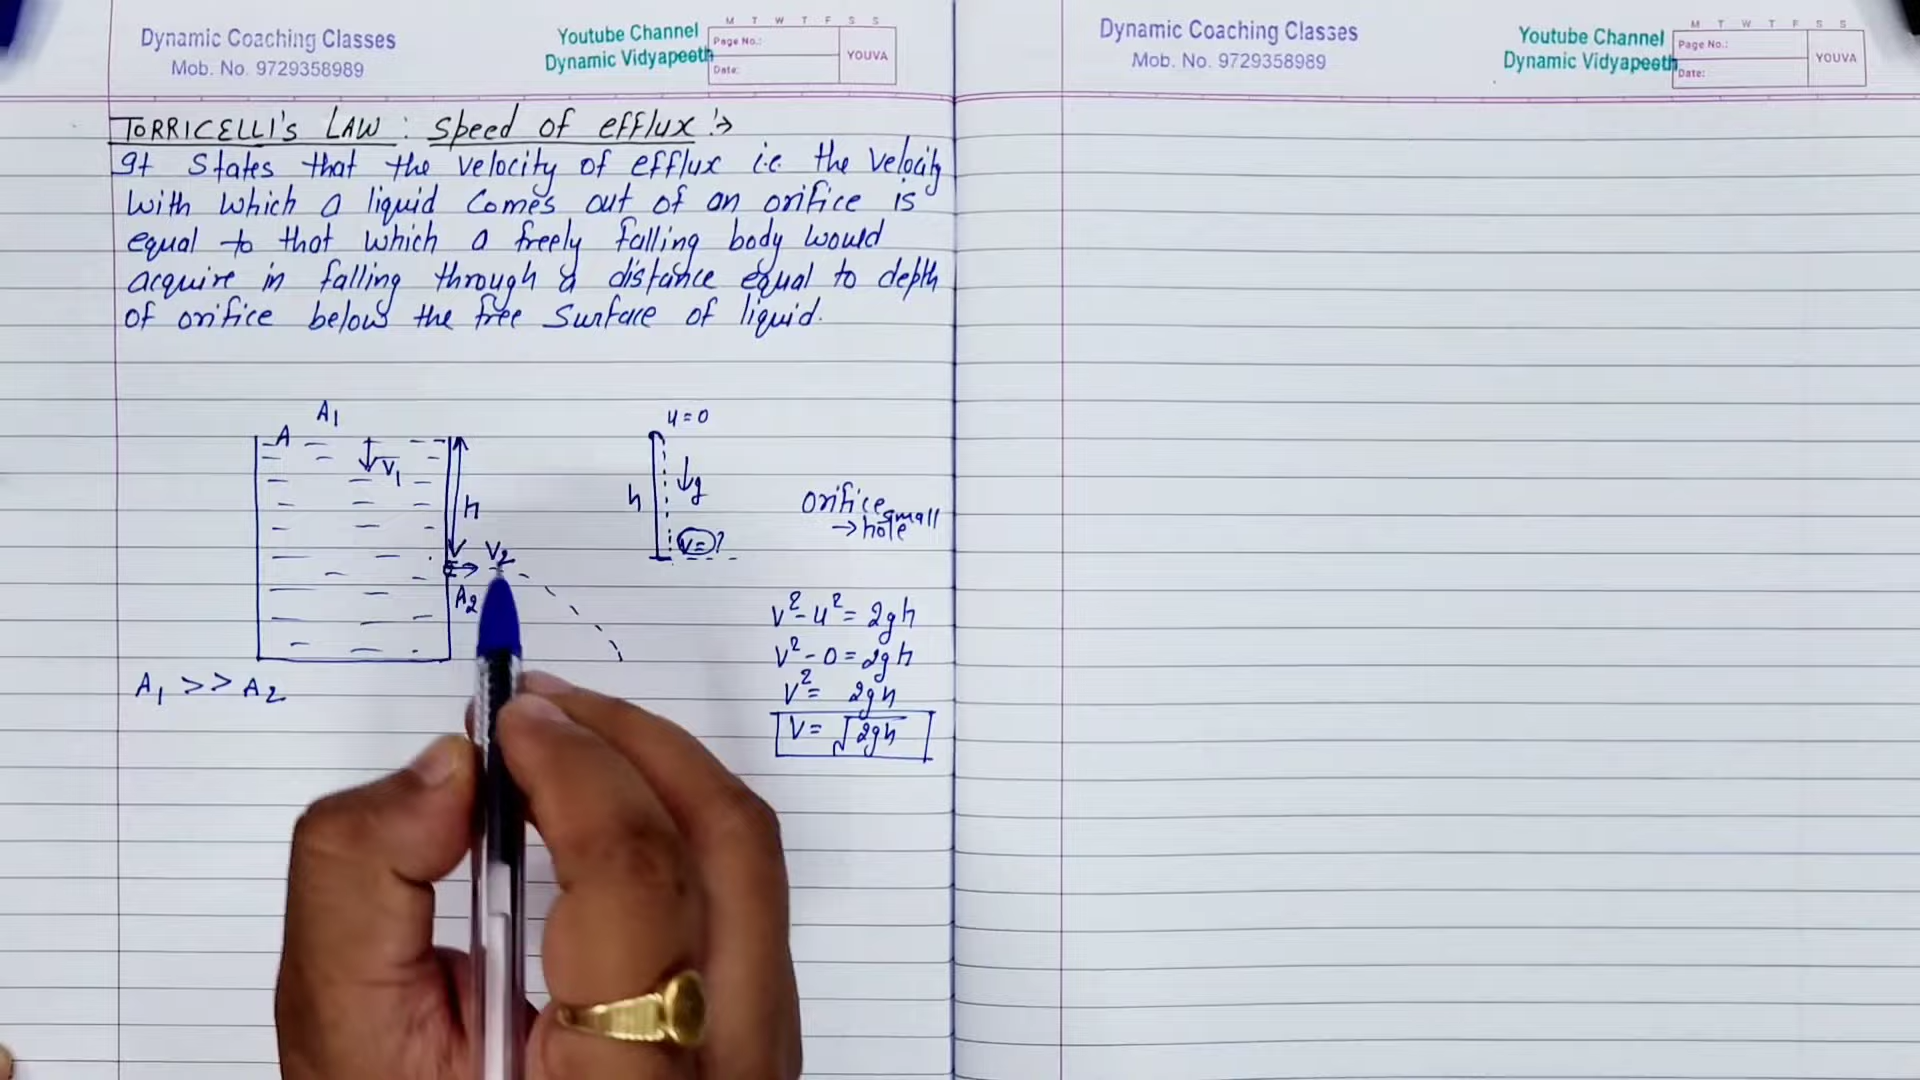 Dynamic Coaching Classes
Mob. No. 9729358989
Youtube Channel
Dynamic Vidyapeeth
M T W T F S S
Page No.:
Date:
YOUVA
TORRICELLI's LAW : Speed of efflux :→
It States that the velocity of efflux i.e. the velocity
with which a liquid comes out of an orifice is
equal to that which a freely falling body would
acquire in falling through a distance equal to depth
of orifice below the free surface of liquid.
A1
A
V1
h
V2
A2
A1 >> A2
u = 0
h
↓g
v = ?
Orifice
→ small hole
v² - u² = 2gh
v² - 0 = 2gh
v² = 2gh
v = √2gh
Dynamic Coaching Classes
Mob. No. 9729358989
Youtube Channel
Dynamic Vidyapeeth
M T W T F S S
Page No.:
Date:
YOUVA